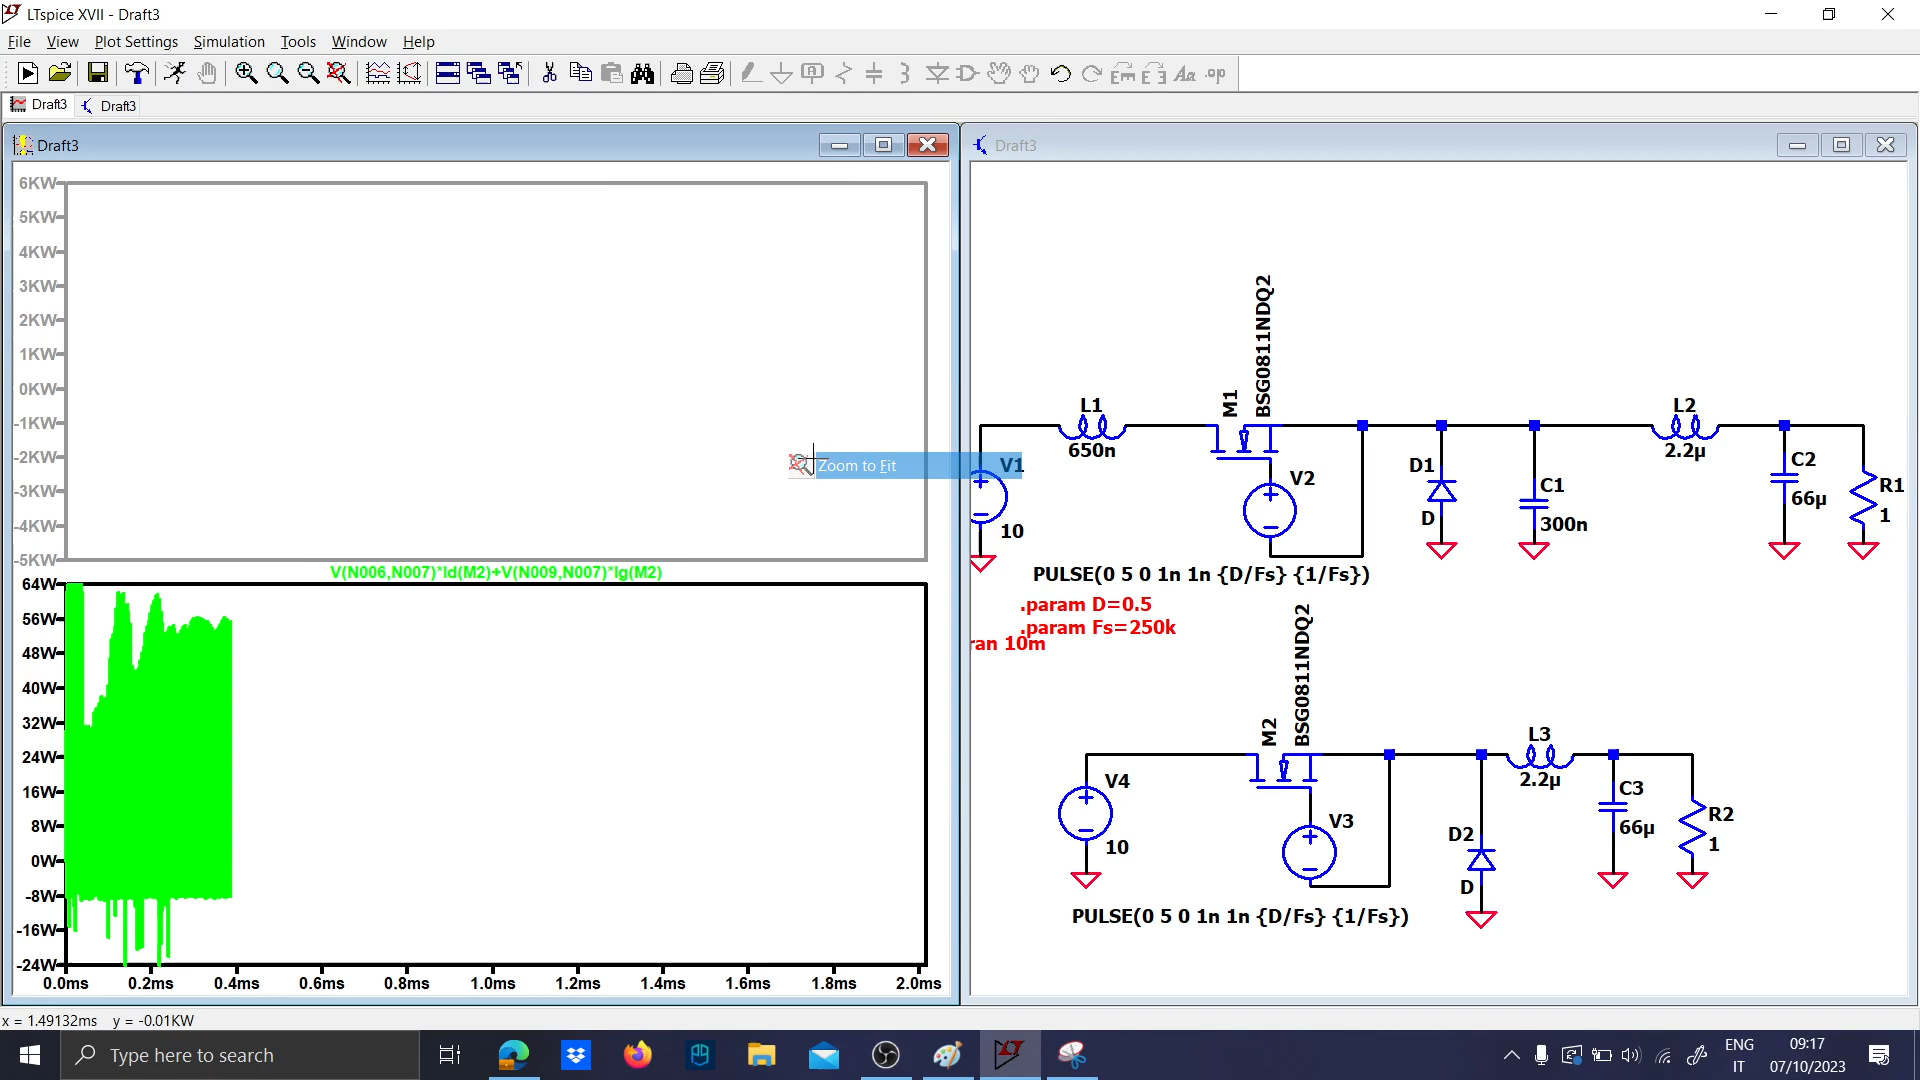 LTspice XVII - Draft3
File View Plot Settings Simulation Tools Window Help
Aa .op
Draft3 Draft3
Draft3
6KW
5KW
4KW
3KW
2KW
1KW
0KW
-1KW
-2KW
-3KW
-4KW
-5KW
Zoom to Fit
V(N006,N007)*Id(M2)+V(N009,N007)*Ig(M2)
64W
56W
48W
40W
32W
24W
16W
8W
0W
-8W
-16W
-24W
0.0ms 0.2ms 0.4ms 0.6ms 0.8ms 1.0ms 1.2ms 1.4ms 1.6ms 1.8ms 2.0ms
Draft3
V1
10
L1
650n
M1
BSG0811NDQ2
V2
PULSE(0 5 0 1n 1n {D/Fs} {1/Fs})
D1
D
C1
300n
L2
2.2µ
C2
66µ
R1
1
.param D=0.5
.param Fs=250k
ran 10m
V4
10
M2
BSG0811NDQ2
V3
PULSE(0 5 0 1n 1n {D/Fs} {1/Fs})
D2
D
L3
2.2µ
C3
66µ
R2
1
x = 1.49132ms y = -0.01KW
Type here to search
ENG
IT
09:17
07/10/2023